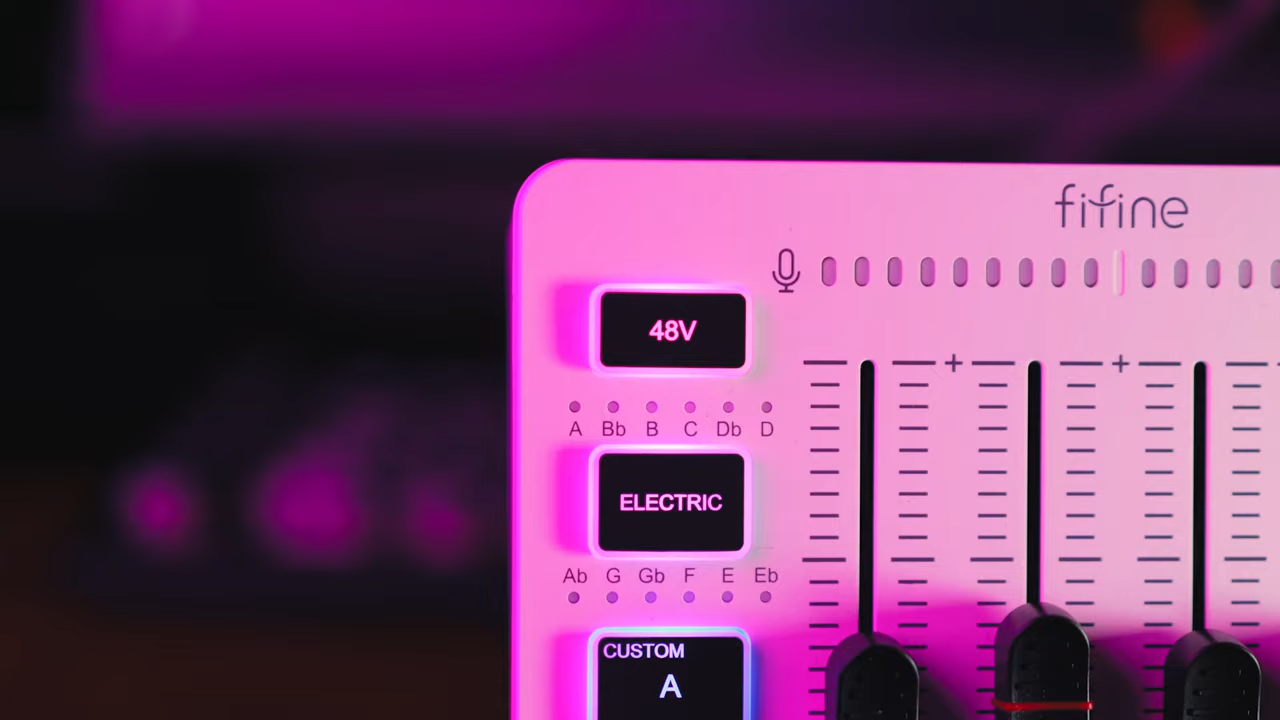 fifine
48V
+ +
A Bb B C Db D
ELECTRIC
Ab G Gb F E Eb
CUSTOM
A